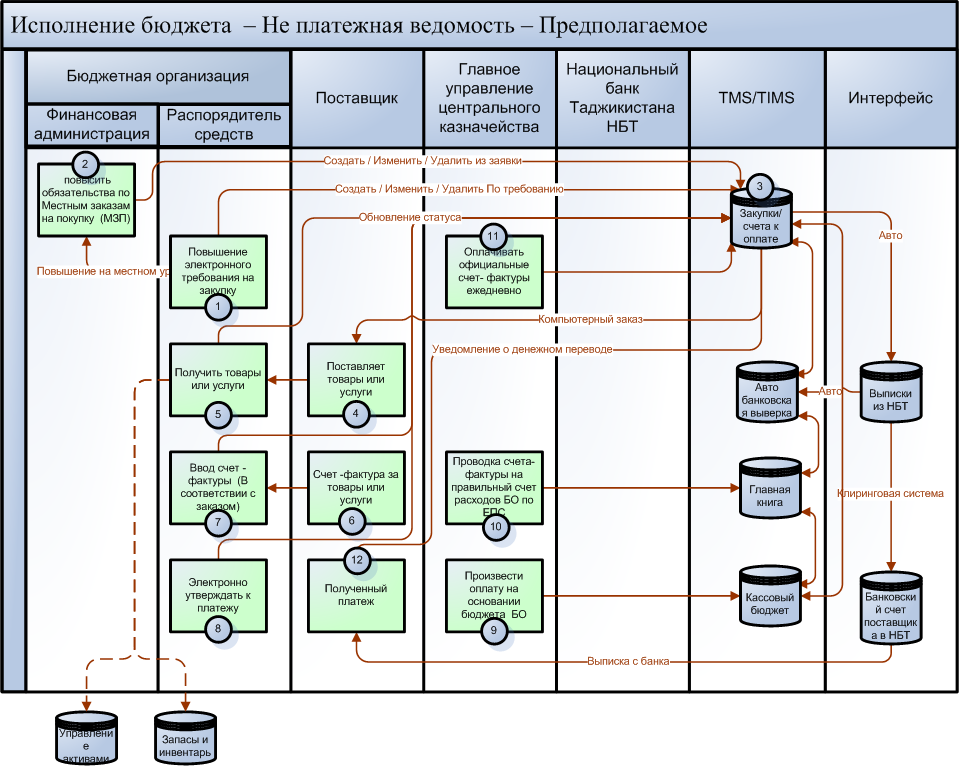 Исполнение бюджета – Не платежная ведомость – Предполагаемое
Бюджетная организация
Финансовая
администрация
Распорядитель
средств
Поставщик
Главное
управление
центрального
казначейства
Национальный
банк
Таджикистана
НБТ
TMS/TIMS
Интерфейс
2
повысить
обязательства по
Местным заказам
на покупку (МЗП)
Создать / Изменить / Удалить из заявки
Создать / Изменить / Удалить По требованию
Обновление статуса
3
Закупки/
счета к
оплате
Авто
Повышение на местном ур
Повышение
электронного
требования на
закупку
1
11
Оплачивать
официальные
счет- фактуры
ежедневно
Компьютерный заказ
Уведомление о денежном переводе
Получить товары
или услуги
5
Поставляет
товары или
услуги
4
Авто
банковска
я выверка
Авто
Выписки
из НБТ
Ввод счет -
фактуры (В
соответствии с
заказом)
7
Счет -фактура за
товары или
услуги
6
Проводка счета-
фактуры на
правильный счет
расходов БО по
ЕПС
10
Главная
книга
Клиринговая система
Электронно
утверждать к
платежу
8
12
Полученный
платеж
Произвести
оплату на
основании
бюджета БО
9
Кассовый
бюджет
Банковски
й счет
поставщик
а в НБТ
Выписка с банка
Управлени
е
активами
Запасы и
инвентарь